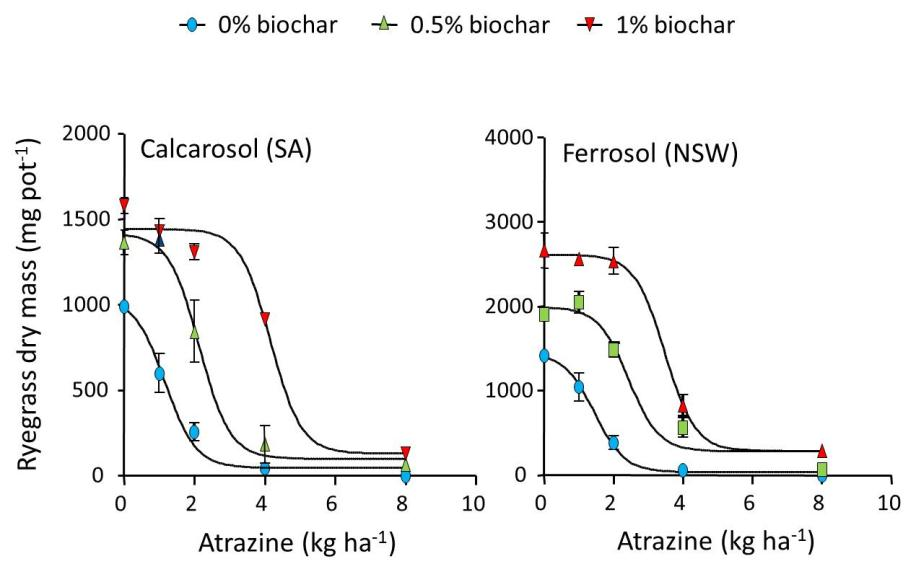 0% biochar 0.5% biochar 1% biochar
Calcarosol (SA)
Ryegrass dry mass (mg pot⁻¹)
2000
1500
1000
500
0
0 2 4 6 8 10
Atrazine (kg ha⁻¹)
Ferrosol (NSW)
4000
3000
2000
1000
0
0 2 4 6 8 10
Atrazine (kg ha⁻¹)